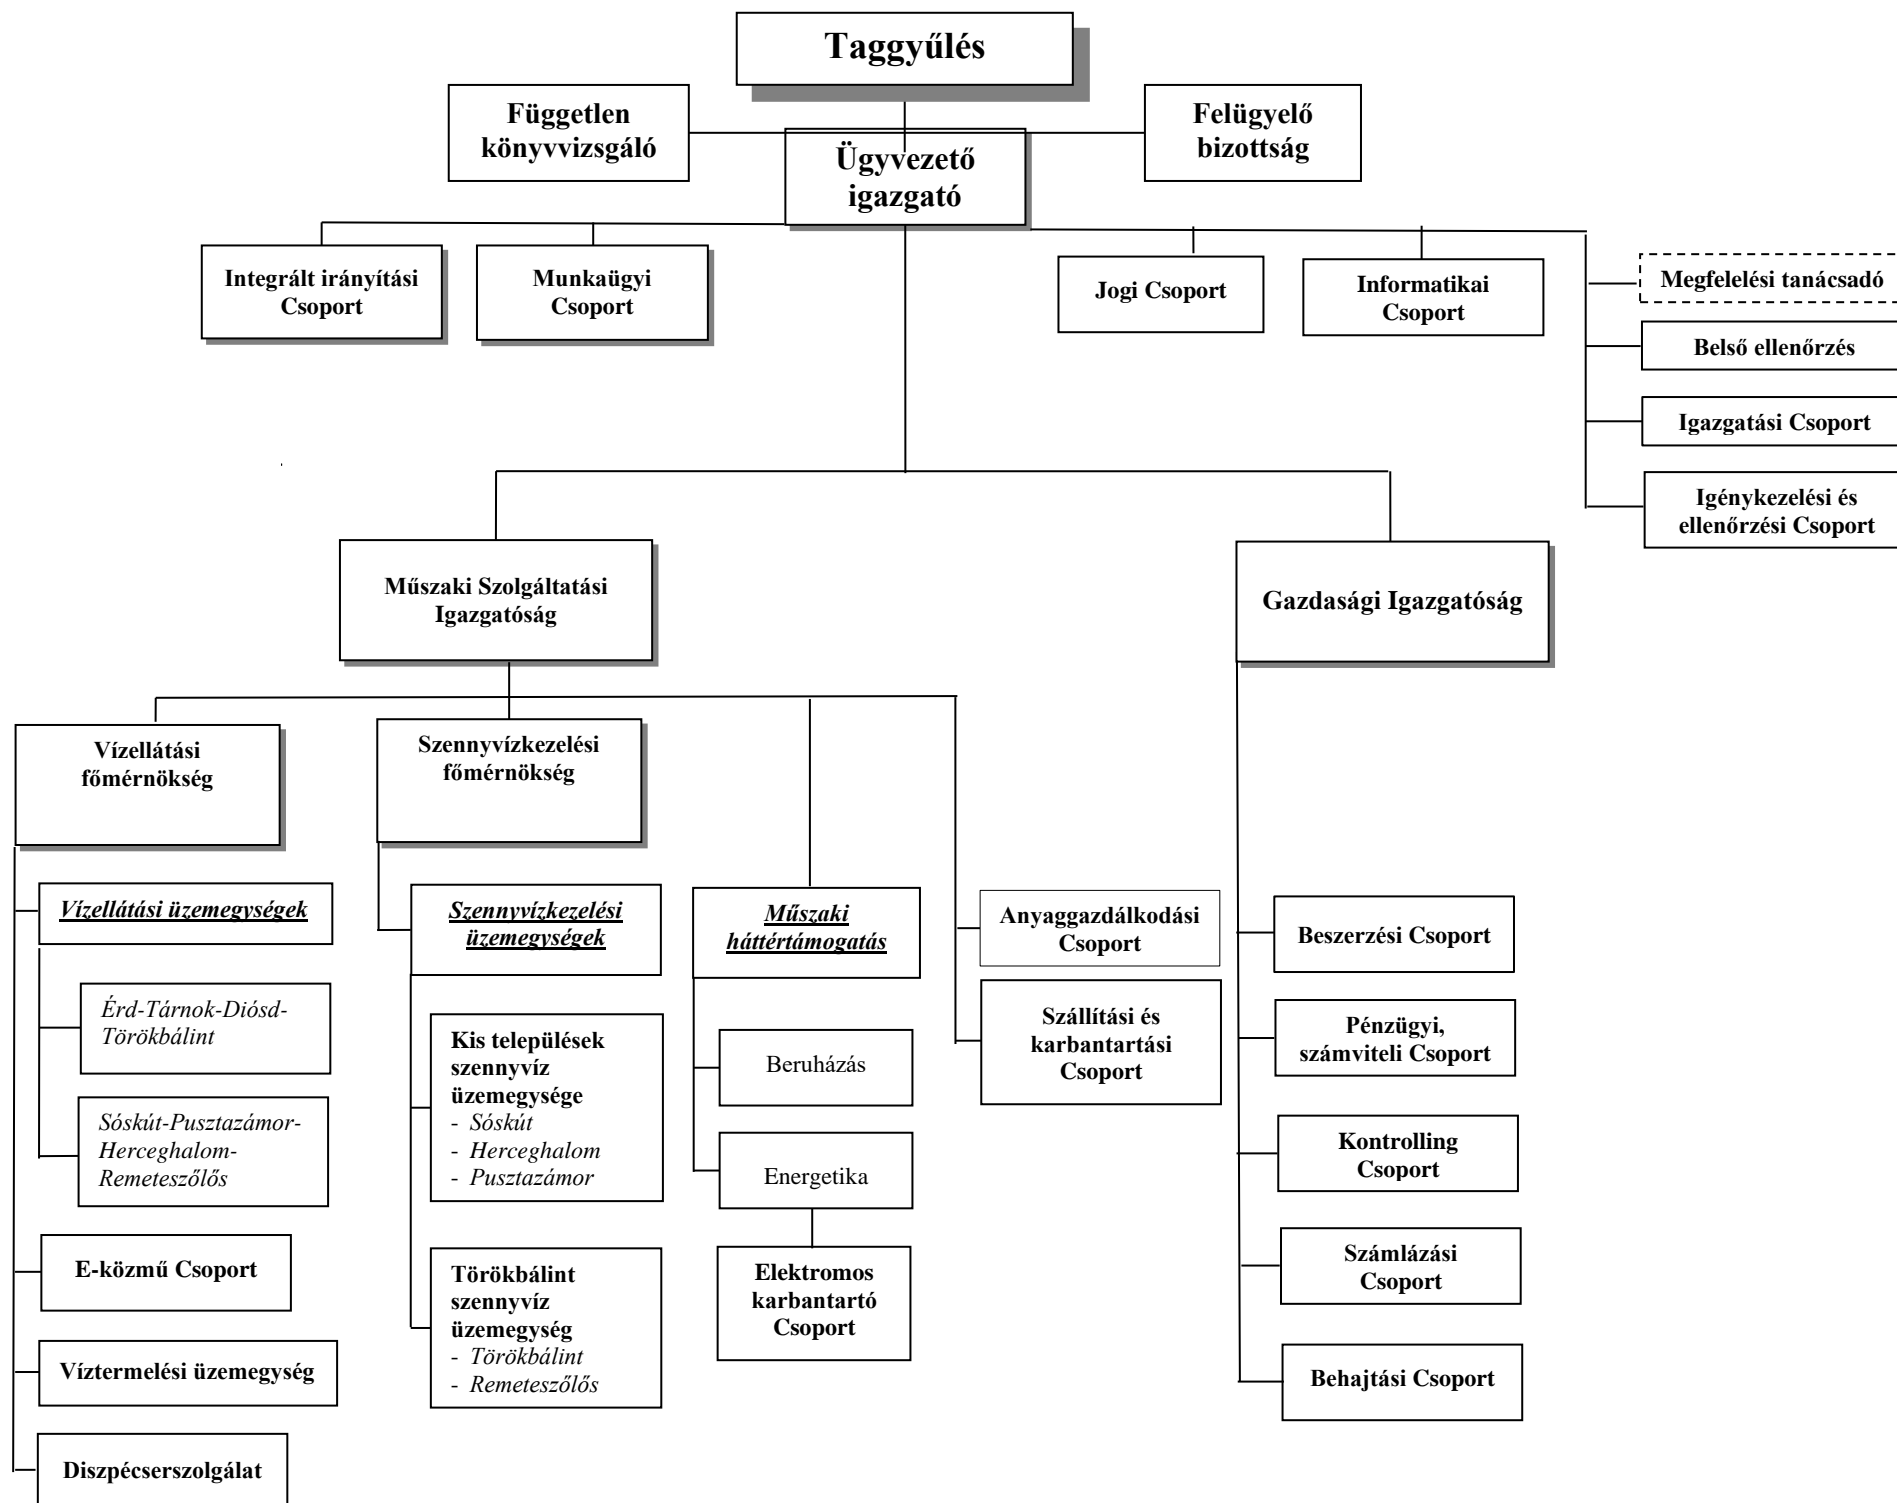 Taggyűlés
Független
könyvvizsgáló
Felügyelő
bizottság
Ügyvezető
igazgató
Integrált irányítási
Csoport
Munkaügyi
Csoport
Jogi Csoport
Informatikai
Csoport
Megfelelési tanácsadó
Belső ellenőrzés
Igazgatási Csoport
Igénykezelési és
ellenőrzési Csoport
Műszaki Szolgáltatási
Igazgatóság
Gazdasági Igazgatóság
Vízellátási
főmérnökség
Szennyvízkezelési
főmérnökség
Vízellátási üzemegységek
Érd-Tárnok-Diósd-
Törökbálint
Sóskút-Pusztazámor-
Herceghalom-
Remeteszőlős
E-közmű Csoport
Víztermelési üzemegység
Diszpécserszolgálat
Szennyvízkezelési
üzemegységek
Kis települések
szennyvíz
üzemegysége
- Sóskút
- Herceghalom
- Pusztazámor
Törökbálint
szennyvíz
üzemegység
- Törökbálint
- Remeteszőlős
Műszaki
háttértámogatás
Beruházás
Energetika
Elektromos
karbantartó
Csoport
Anyaggazdálkodási
Csoport
Szállítási és
karbantartási
Csoport
Beszerzési Csoport
Pénzügyi,
számviteli Csoport
Kontrolling
Csoport
Számlázási
Csoport
Behajtási Csoport